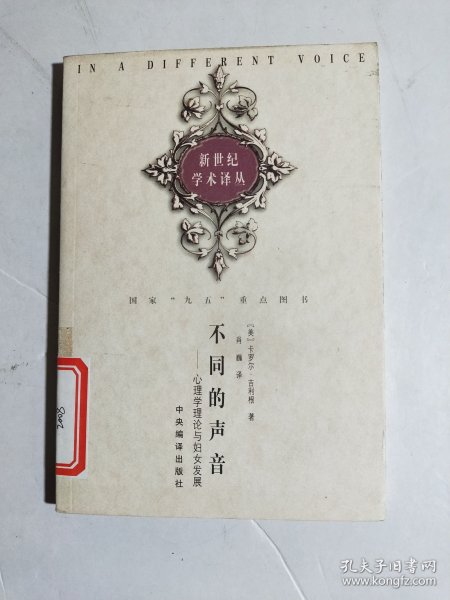 IN A DIFFERENT VOICE
新世纪
学术译丛
国家“九五”重点图书
[美]卡罗尔·吉利根 著
肖巍 译
不同的声音
——心理学理论与妇女发展
中央编译出版社
孔夫子旧书网
www.kongfz.com